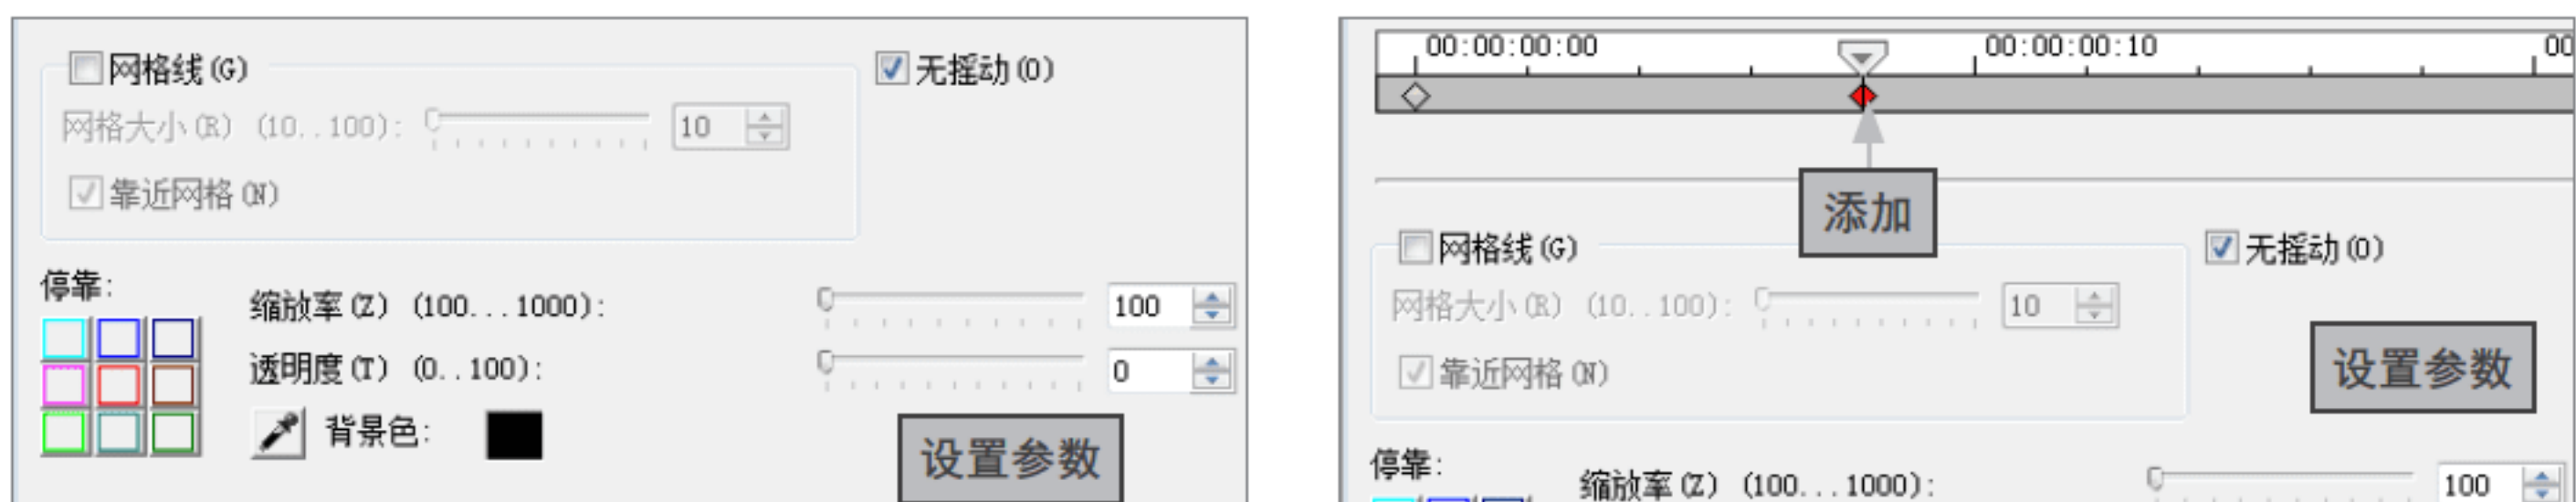 网格线(G)
无摇动(O)
网格大小(R) (10..100):
10
靠近网格(N)
停靠:
缩放率(Z) (100...1000):
100
透明度(T) (0..100):
0
背景色:
设置参数
00:00:00:00
00:00:00:10
00
添加
网格线(G)
无摇动(O)
网格大小(R) (10..100):
10
设置参数
靠近网格(N)
停靠:
缩放率(Z) (100...1000):
100